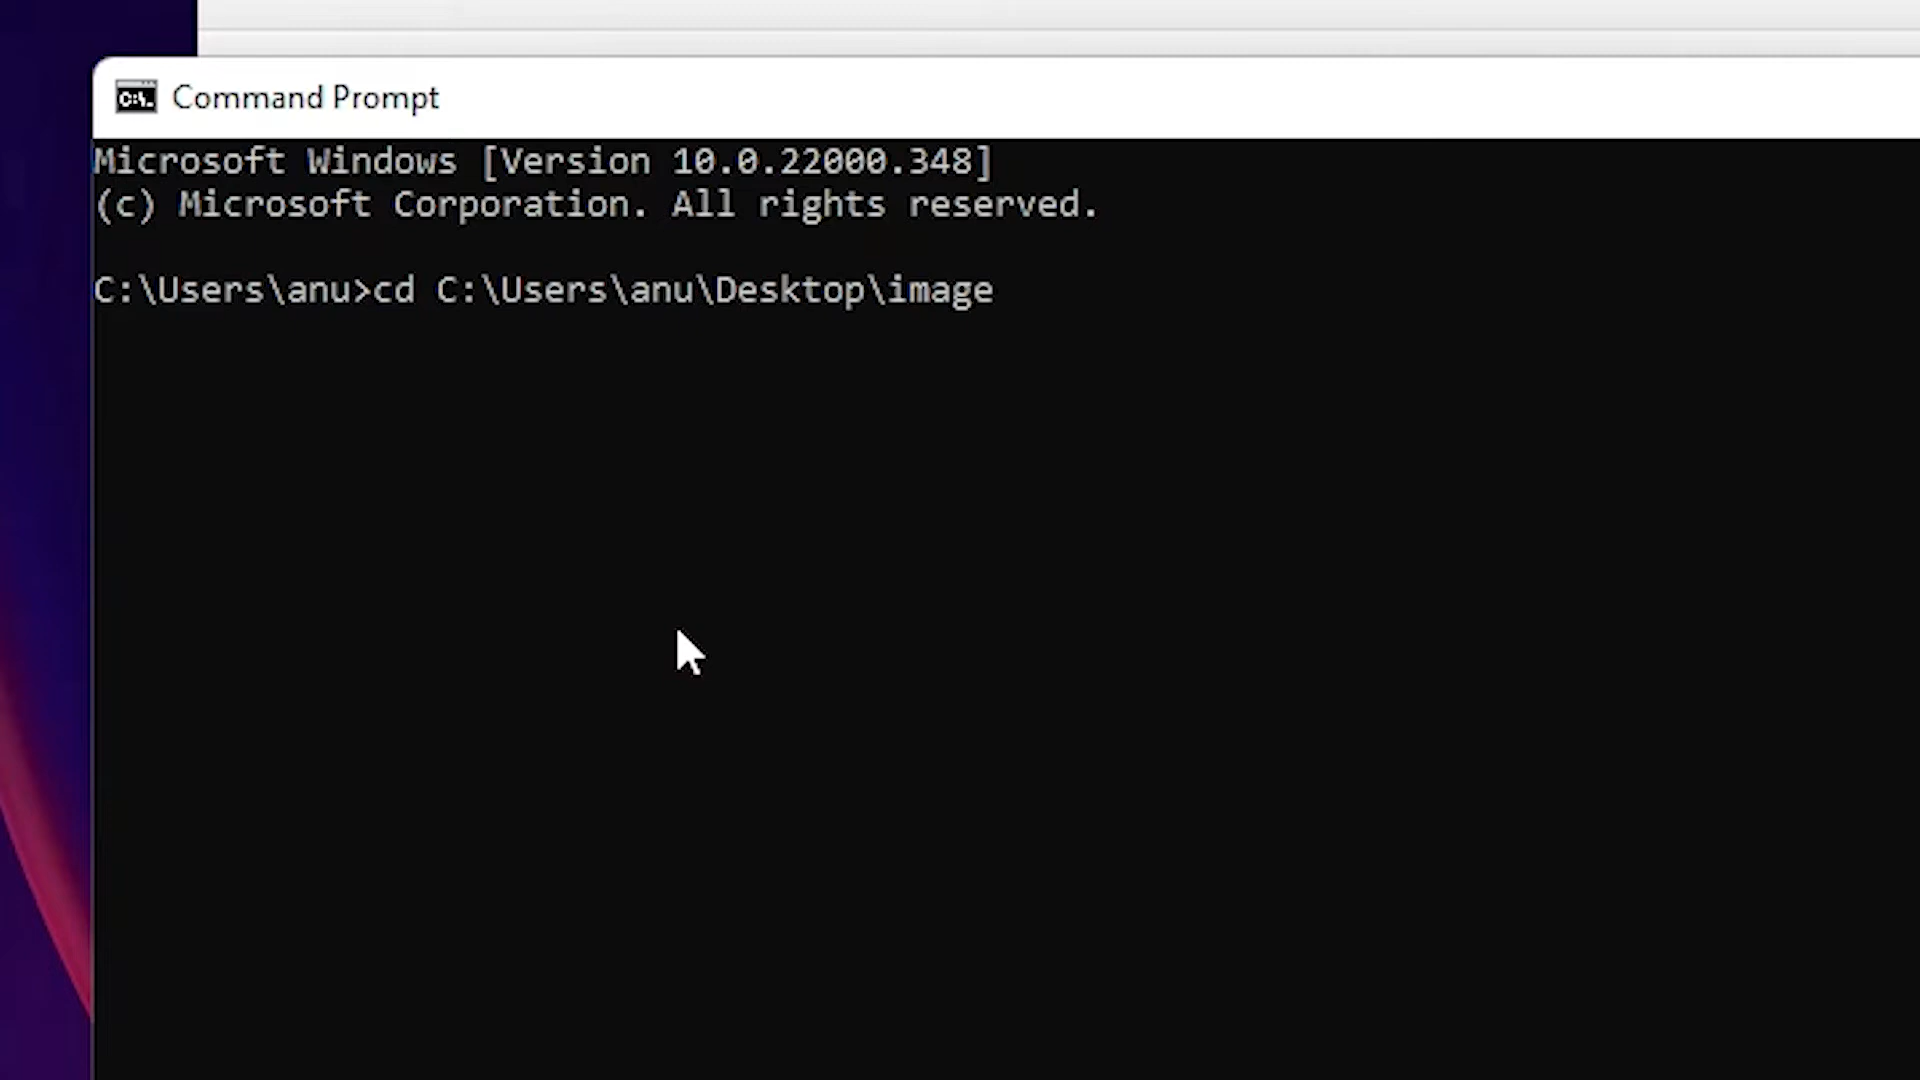 Command Prompt
Microsoft Windows [Version 10.0.22000.348]
(c) Microsoft Corporation. All rights reserved.
C:\Users\anu>cd C:\Users\anu\Desktop\image